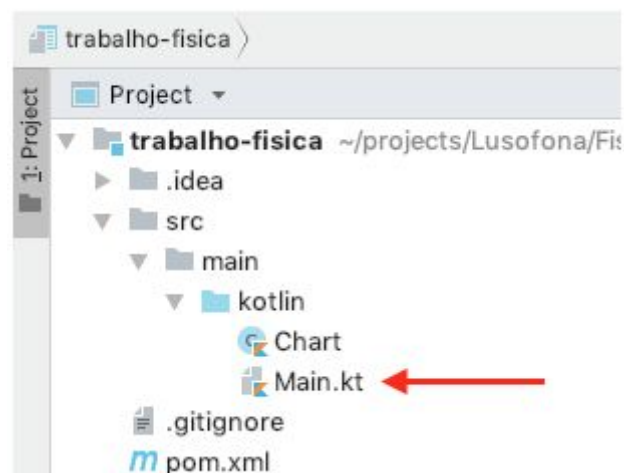 trabalho-fisica
1: Project
Project
trabalho-fisica ~/projects/Lusofona/Fis
.idea
src
main
kotlin
Chart
Main.kt
.gitignore
m pom.xml